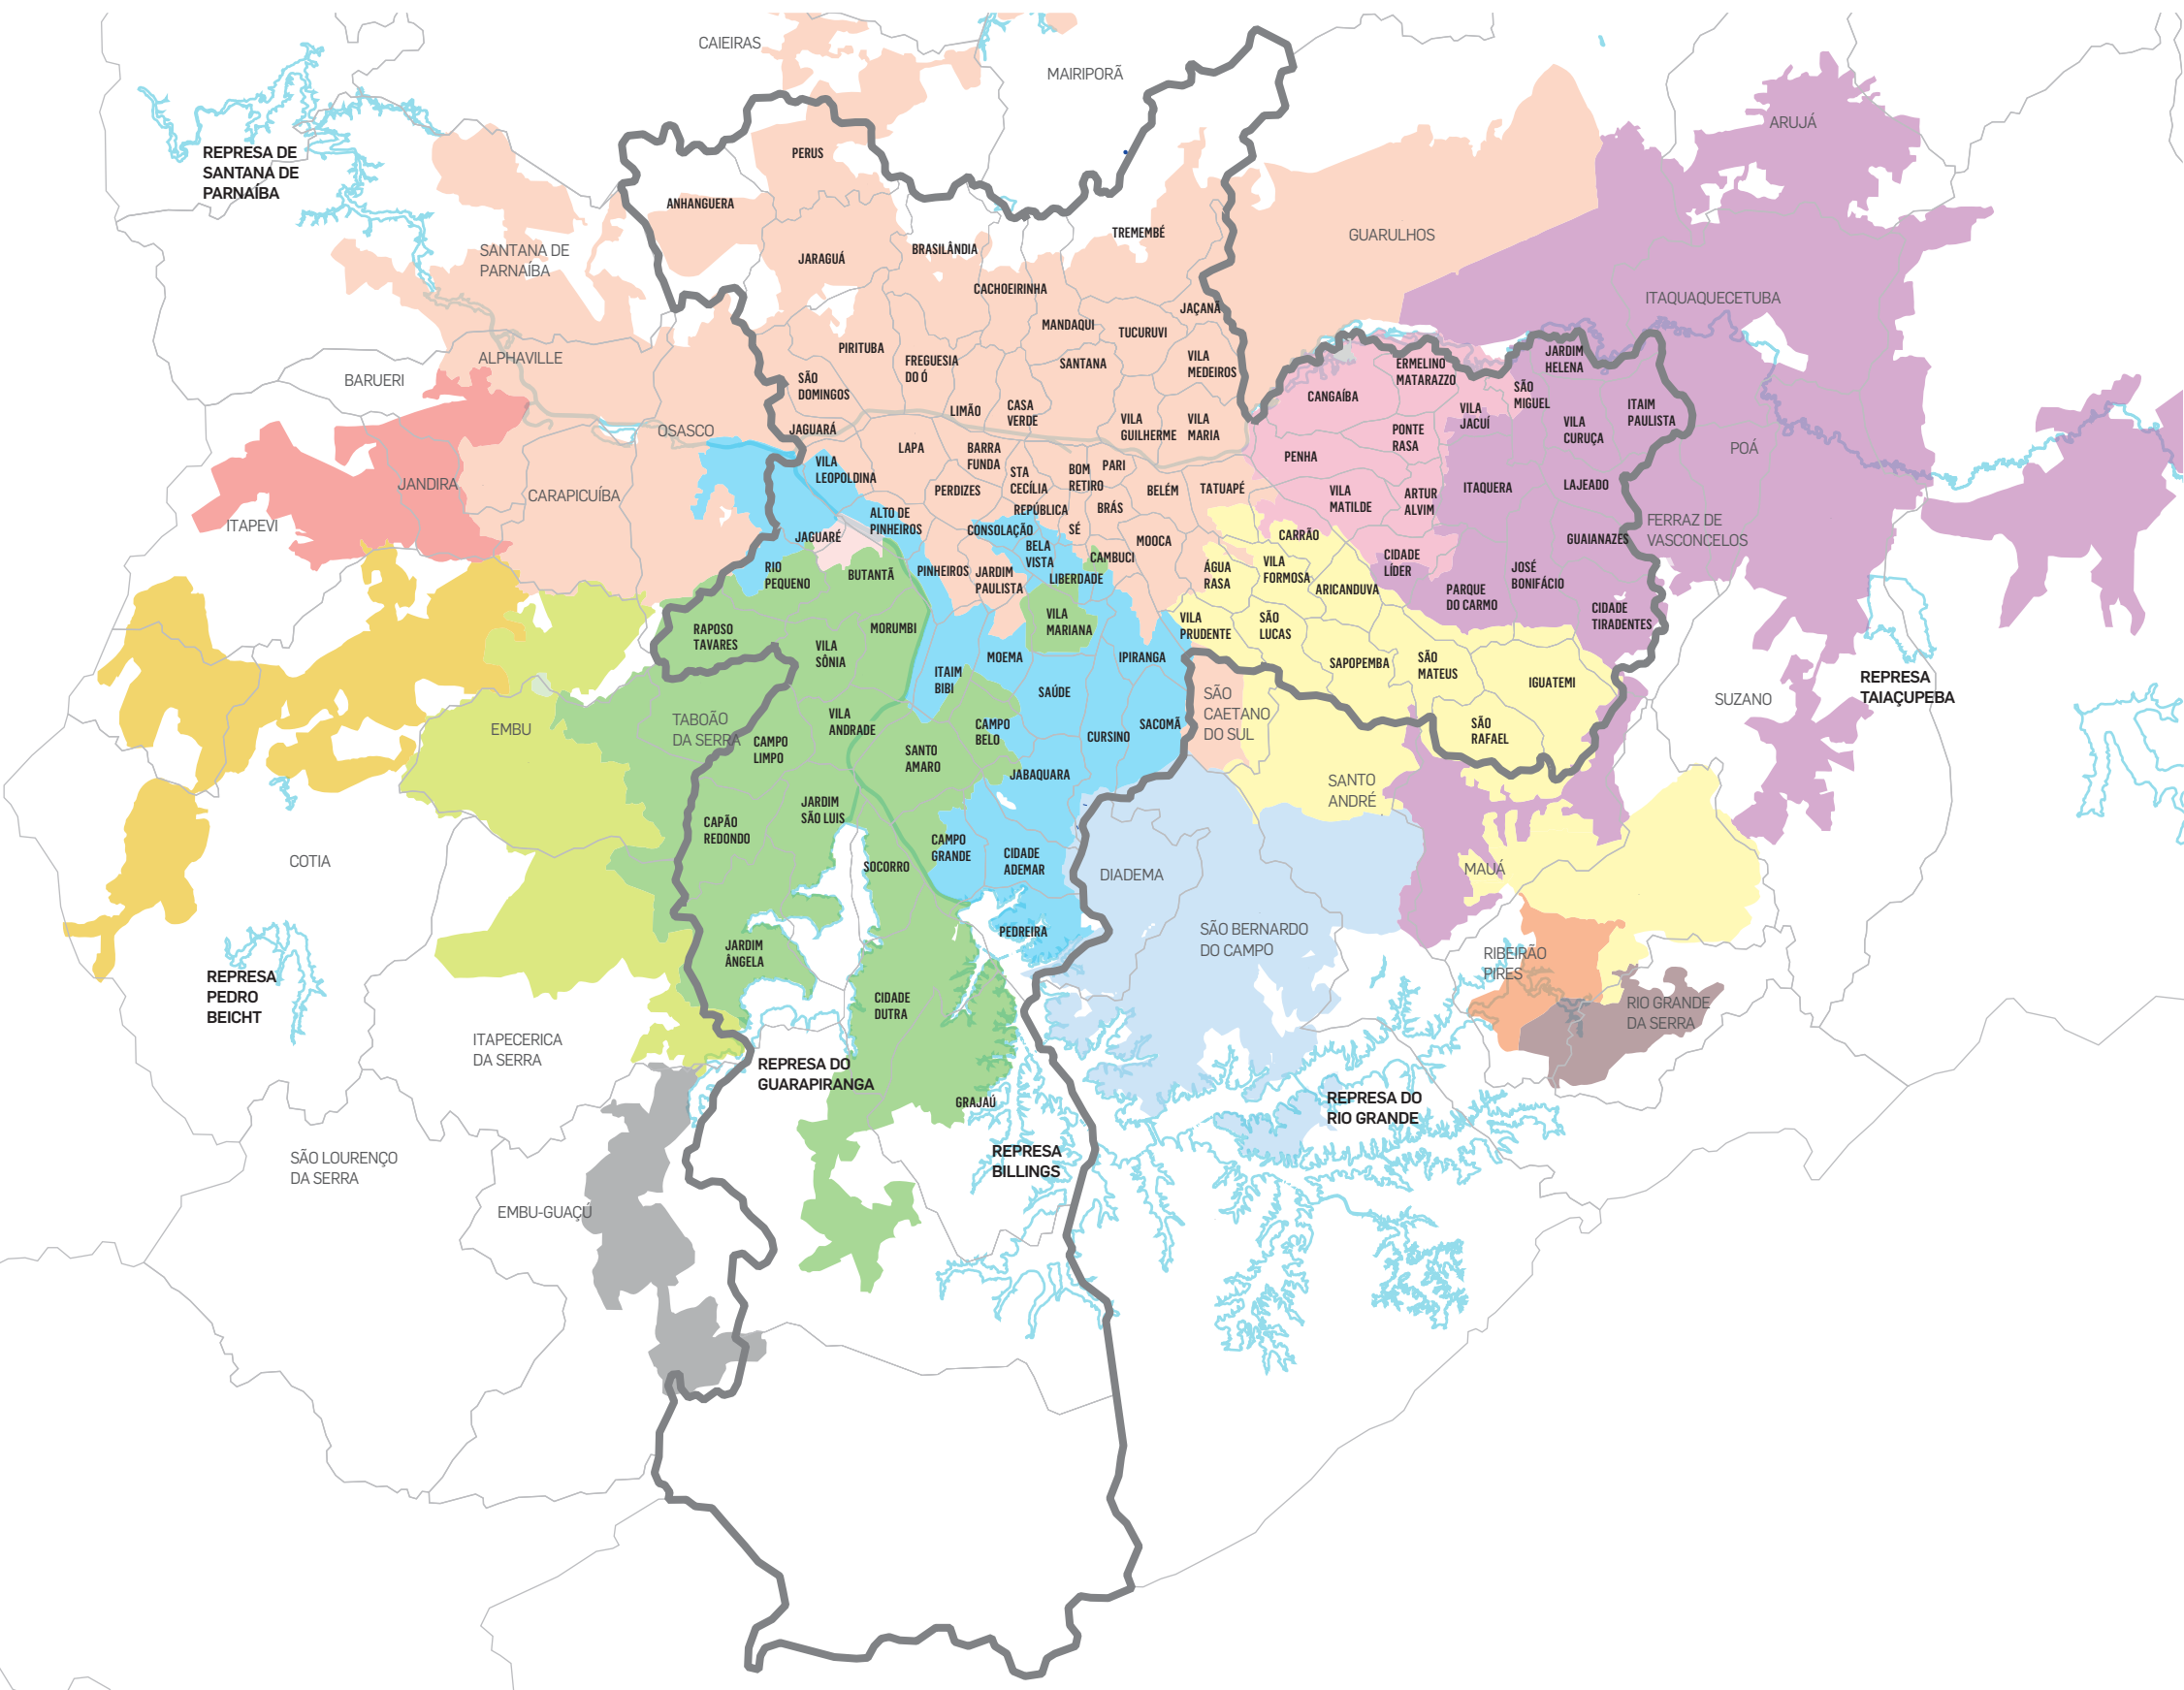 CAIEIRAS
MAIRIPORÃ
ARUJÁ
REPRESA DE
SANTANA DE
PARNAÍBA
PERUS
ANHANGUERA
TREMEMBÉ
GUARULHOS
SANTANA DE
PARNAÍBA
JARAGUÁ
BRASILÂNDIA
CACHOEIRINHA
ITAQUAQUECETUBA
JAÇANÃ
MANDAQUI
TUCURUVI
ALPHAVILLE
PIRITUBA
FREGUESIA
DO Ó
SANTANA
VILA
MEDEIROS
ERMELINO
MATARAZZO
JARDIM
HELENA
BARUERI
SÃO
DOMINGOS
CANGAÍBA
SÃO
MIGUEL
LIMÃO
CASA
VERDE
VILA
GUILHERME
VILA
MARIA
VILA
JACUÍ
VILA
CURUÇA
ITAIM
PAULISTA
OSASCO
JAGUARÁ
PONTE
RASA
POÁ
LAPA
BARRA
FUNDA
PENHA
VILA
LEOPOLDINA
STA
CECÍLIA
BOM
RETIRO
PARI
JANDIRA
CARAPICUÍBA
PERDIZES
BELÉM
TATUAPÉ
VILA
MATILDE
ARTUR
ALVIM
ITAQUERA
LAJEADO
ITAPEVI
ALTO DE
PINHEIROS
REPÚBLICA
BRÁS
CONSOLAÇÃO
SÉ
FERRAZ DE
VASCONCELOS
JAGUARÉ
BELA
VISTA
CAMBUCI
MOOCA
CARRÃO
GUAIANAZES
RIO
PEQUENO
BUTANTÃ
PINHEIROS
JARDIM
PAULISTA
LIBERDADE
ÁGUA
RASA
VILA
FORMOSA
CIDADE
LÍDER
JOSÉ
BONIFÁCIO
ARICANDUVA
PARQUE
DO CARMO
CIDADE
TIRADENTES
RAPOSO
TAVARES
MORUMBI
VILA
MARIANA
VILA
PRUDENTE
SÃO
LUCAS
VILA
SÔNIA
MOEMA
IPIRANGA
SAPOPEMBA
SÃO
MATEUS
ITAIM
BIBI
SAÚDE
IGUATEMI
REPRESA
TAIAÇUPEBA
SUZANO
SÃO
CAETANO
DO SUL
EMBU
TABOÃO
DA SERRA
VILA
ANDRADE
CAMPO
BELO
CURSINO
SACOMÃ
SÃO
RAFAEL
CAMPO
LIMPO
SANTO
AMARO
JABAQUARA
SANTO
ANDRÉ
JARDIM
SÃO LUIS
CAPÃO
REDONDO
CAMPO
GRANDE
CIDADE
ADEMAR
SOCORRO
COTIA
DIADEMA
MAUÁ
PEDREIRA
SÃO BERNARDO
DO CAMPO
JARDIM
ÂNGELA
RIBEIRÃO
PIRES
REPRESA
PEDRO
BEICHT
CIDADE
DUTRA
RIO GRANDE
DA SERRA
ITAPECERICA
DA SERRA
REPRESA DO
GUARAPIRANGA
GRAJAÚ
REPRESA DO
RIO GRANDE
REPRESA
BILLINGS
SÃO LOURENÇO
DA SERRA
EMBU-GUAÇÚ